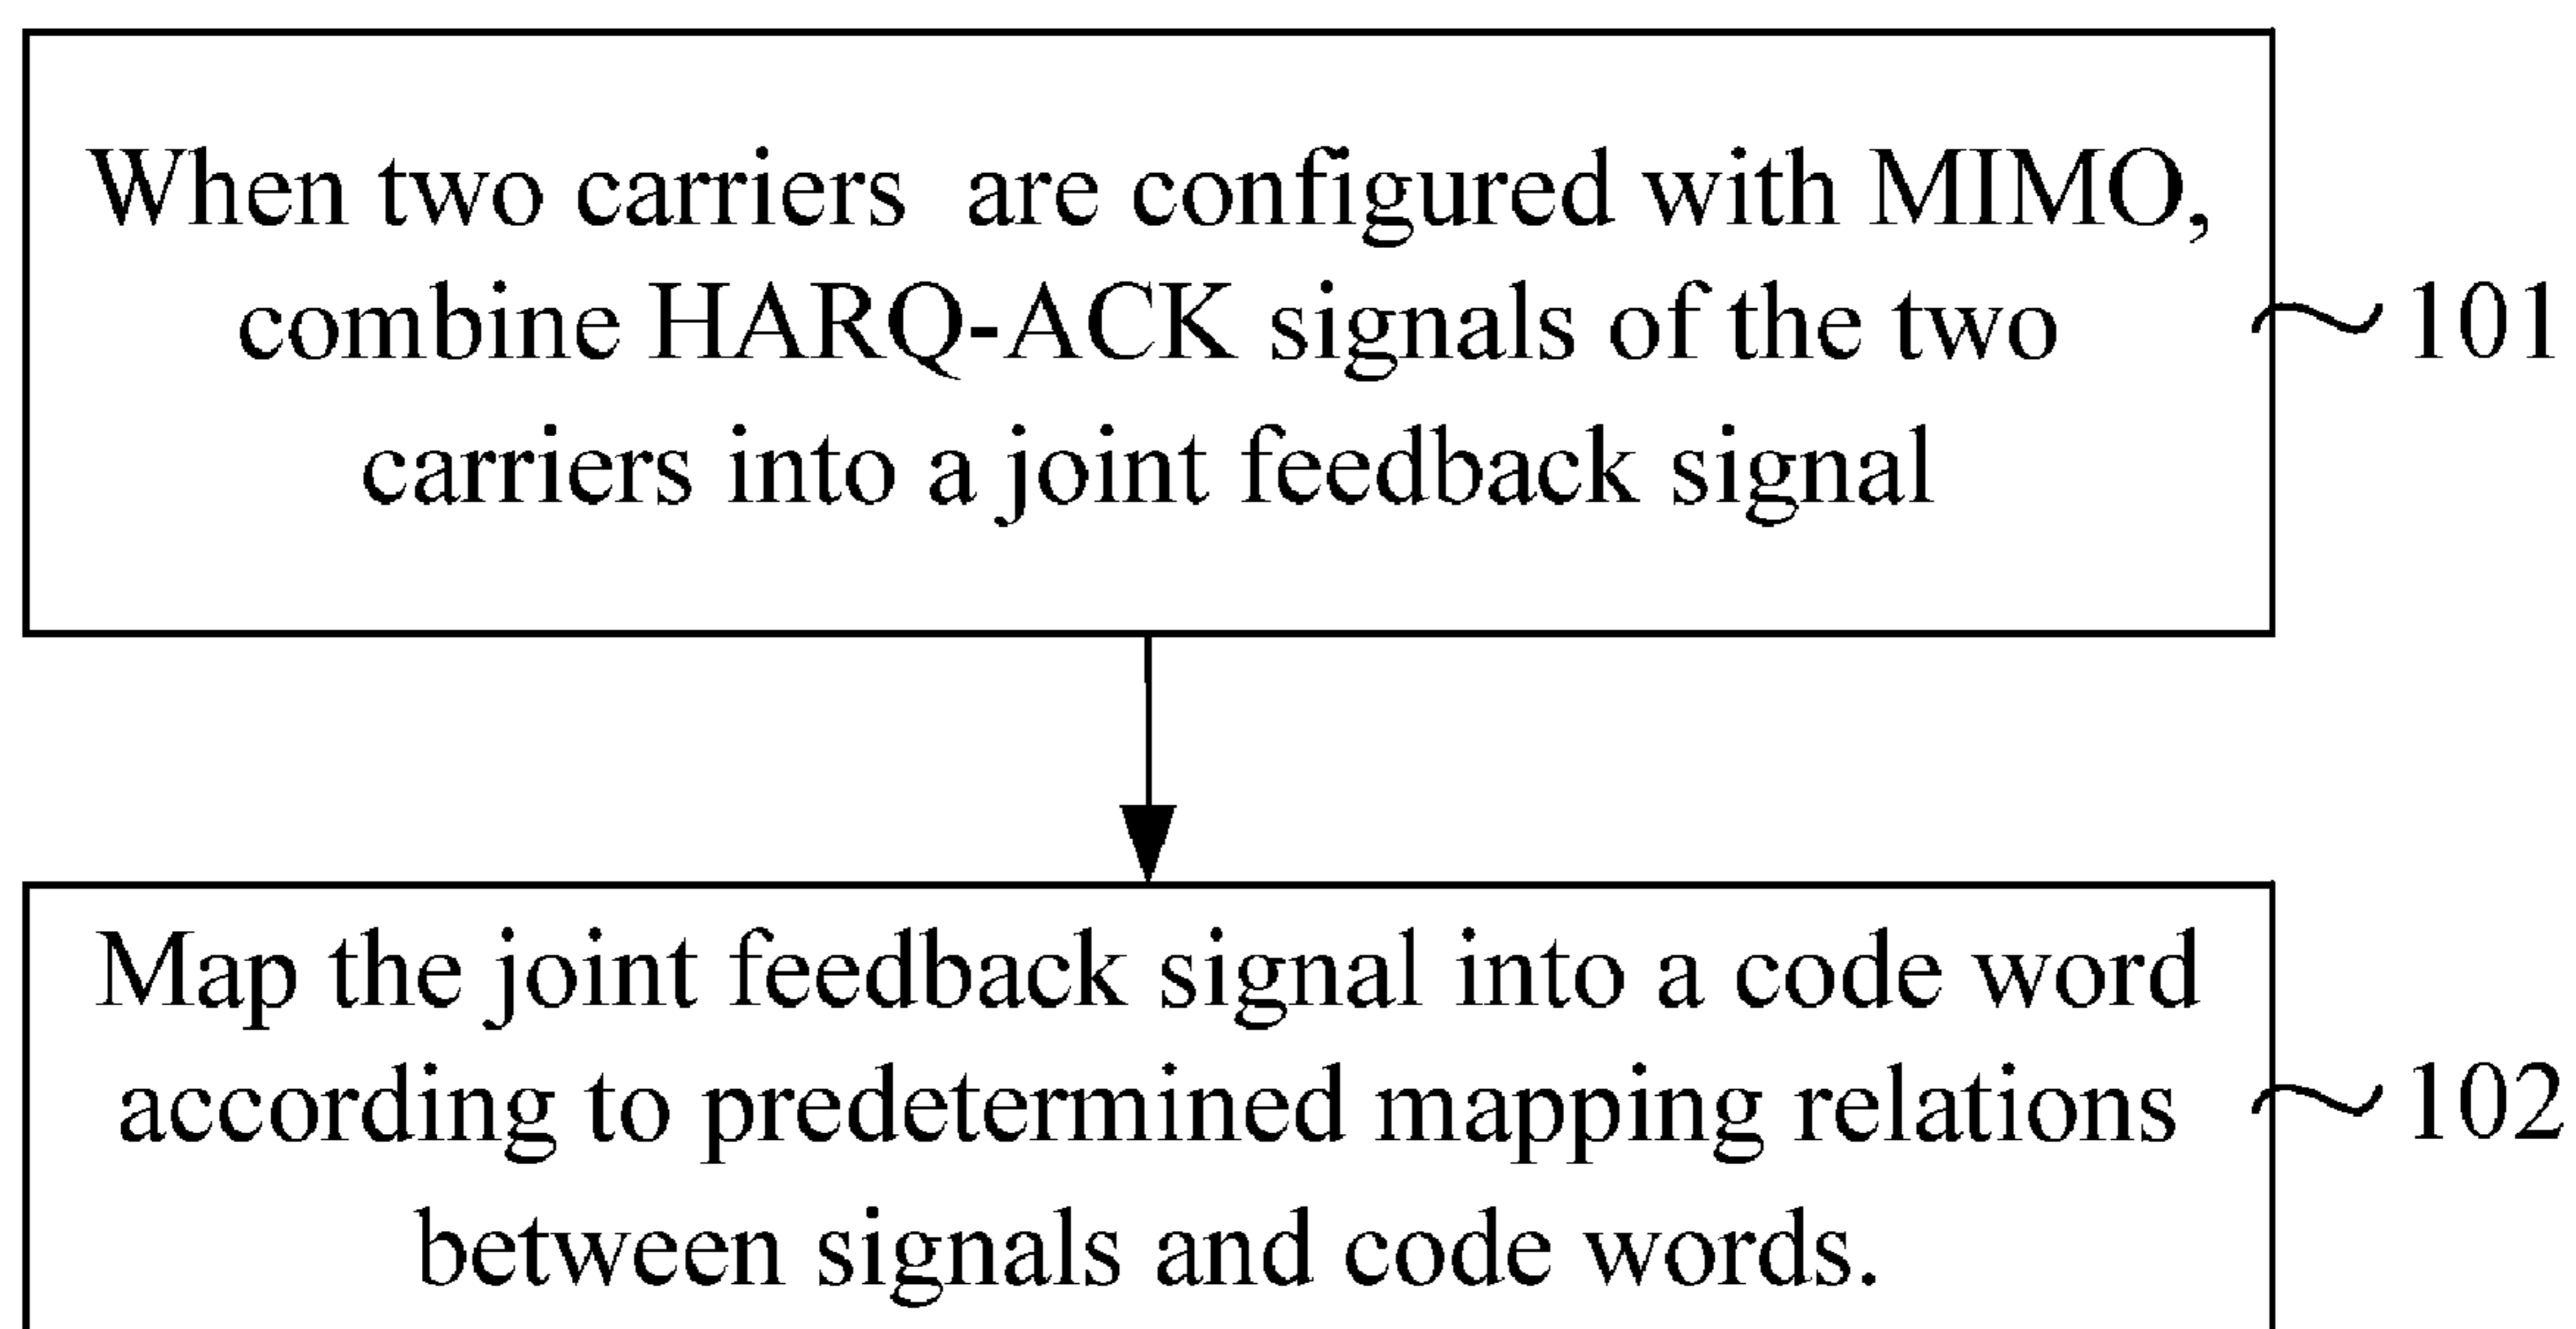 When two carriers are configured with MIMO,
combine HARQ-ACK signals of the two
carriers into a joint feedback signal
101
Map the joint feedback signal into a code word
according to predetermined mapping relations
between signals and code words.
102